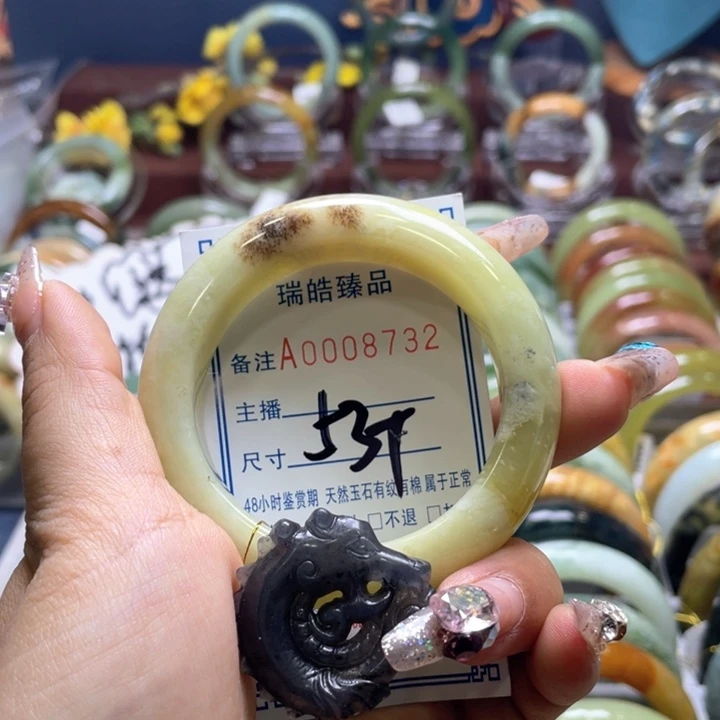 瑞皓臻品
备注A0008732
主播
尺寸 53
48小时鉴赏期 天然玉石有纹有棉 属于正常
□不退 □